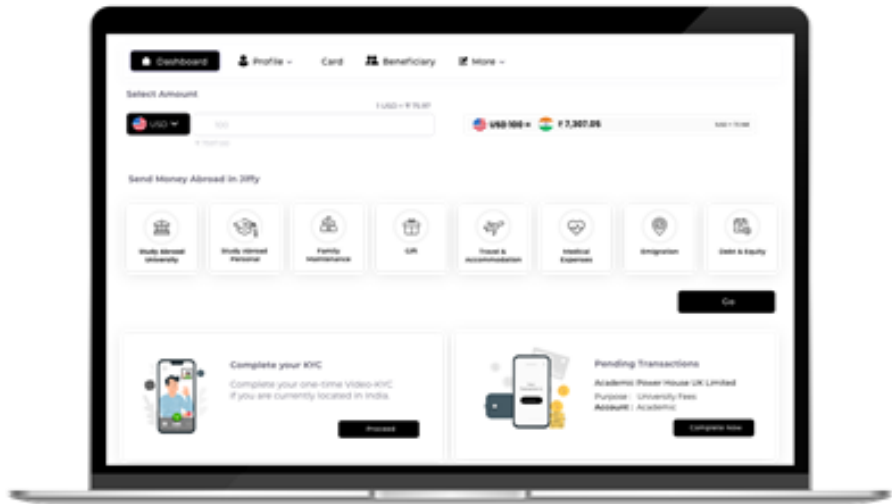 Dashboard
Profile
Card
Beneficiary
More
Select Amount
USD
100
USD 100 =
₹ 7,307.05
Send Money Abroad in Jiffy
Study Abroad
University
Study Abroad
Personal
Family
Maintenance
Gift
Travel &
Accommodation
Medical
Expenses
Emigration
Debt & Equity
Go
Complete your KYC
Complete your one-time Video-KYC
if you are currently located in India.
Proceed
Pending Transactions
Academic Power House UK Limited
Purpose : University Fees
Account : Academic
Complete Now